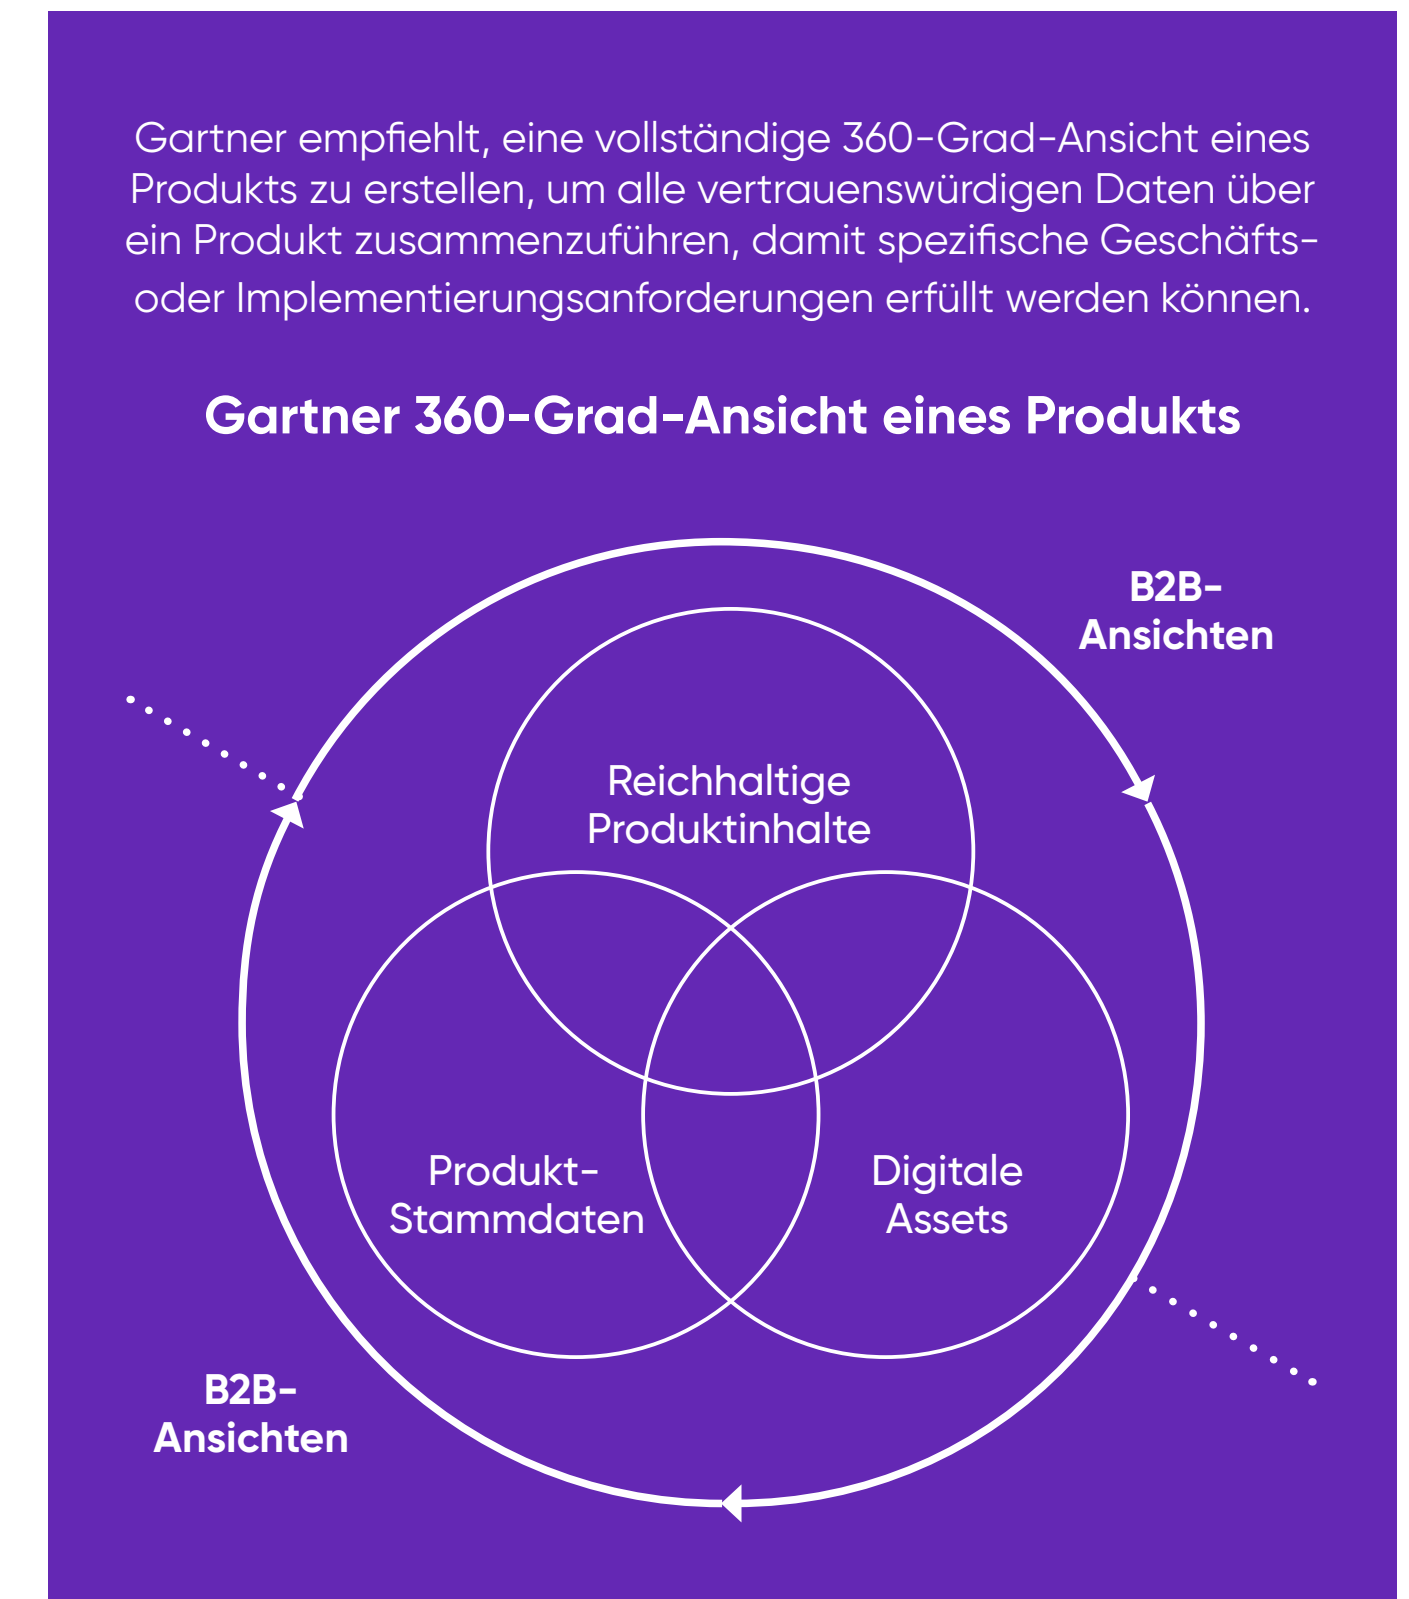 Gartner empfiehlt, eine vollständige 360-Grad-Ansicht eines
Produkts zu erstellen, um alle vertrauenswürdigen Daten über
ein Produkt zusammenzuführen, damit spezifische Geschäfts-
oder Implementierungsanforderungen erfüllt werden können.
Gartner 360-Grad-Ansicht eines Produkts
B2B-
Ansichten
Reichhaltige
Produktinhalte
Produkt-
Stammdaten
Digitale
Assets
B2B-
Ansichten